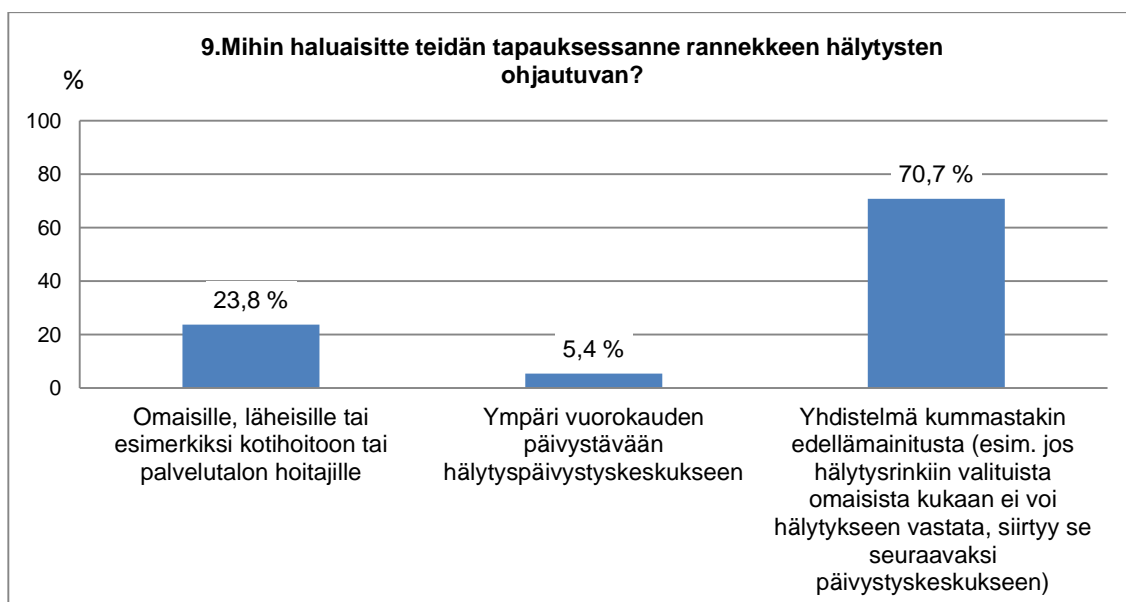 9.Mihin haluaisitte teidän tapauksessanne rannekkeen hälytysten
ohjautuvan?
%
100
80
60
40
20
0
23,8 %
5,4 %
70,7 %
Omaisille, läheisille tai
esimerkiksi kotihoitoon tai
palvelutalon hoitajille
Ympäri vuorokauden
päivystävään
hälytyspäivystyskeskukseen
Yhdistelmä kummastakin
edellämainitusta (esim. jos
hälytysrinkiin valituista
omaisista kukaan ei voi
hälytykseen vastata, siirtyy se
seuraavaksi
päivystyskeskukseen)